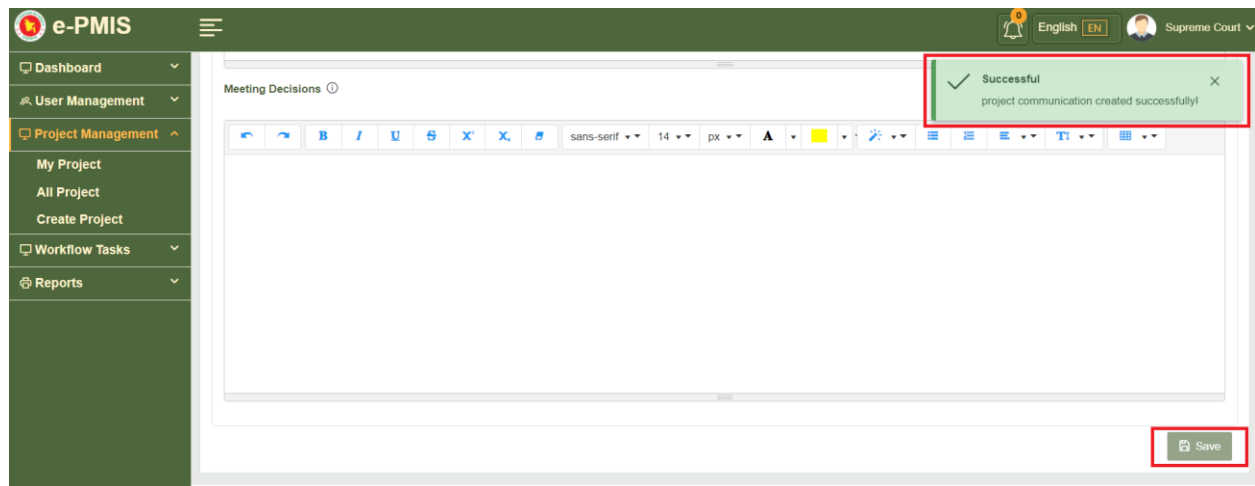 e-PMIS
0
English EN
Supreme Court
Dashboard
User Management
Project Management
My Project
All Project
Create Project
Workflow Tasks
Reports
Successful
project communication created successfully!
Meeting Decisions
B I U S X' X, sans-serif 14 px A T
Save